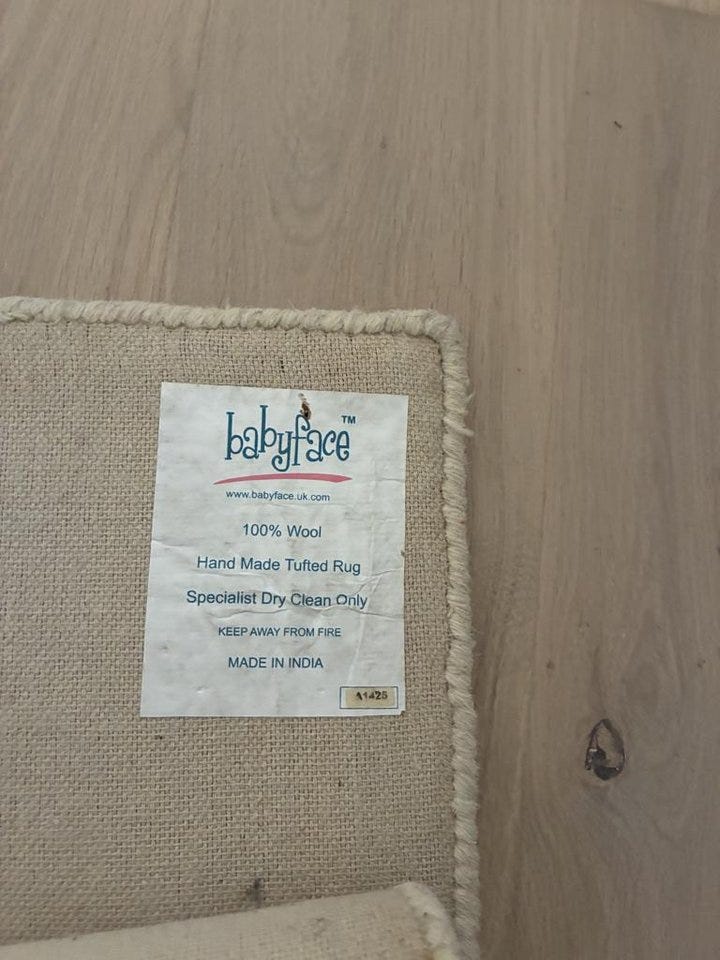 babyface™
www.babyface.uk.com
100% Wool
Hand Made Tufted Rug
Specialist Dry Clean Only
KEEP AWAY FROM FIRE
MADE IN INDIA
A1425